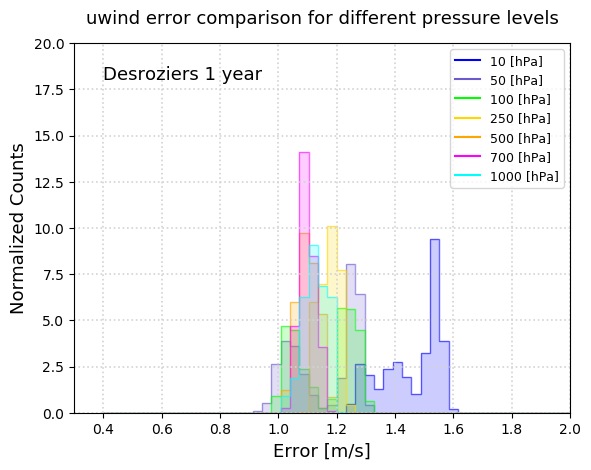 uwind error comparison for different pressure levels
Desroziers 1 year
10 [hPa]
50 [hPa]
100 [hPa]
250 [hPa]
500 [hPa]
700 [hPa]
1000 [hPa]
Normalized Counts
20.0
17.5
15.0
12.5
10.0
7.5
5.0
2.5
0.0
0.4 0.6 0.8 1.0 1.2 1.4 1.6 1.8 2.0
Error [m/s]